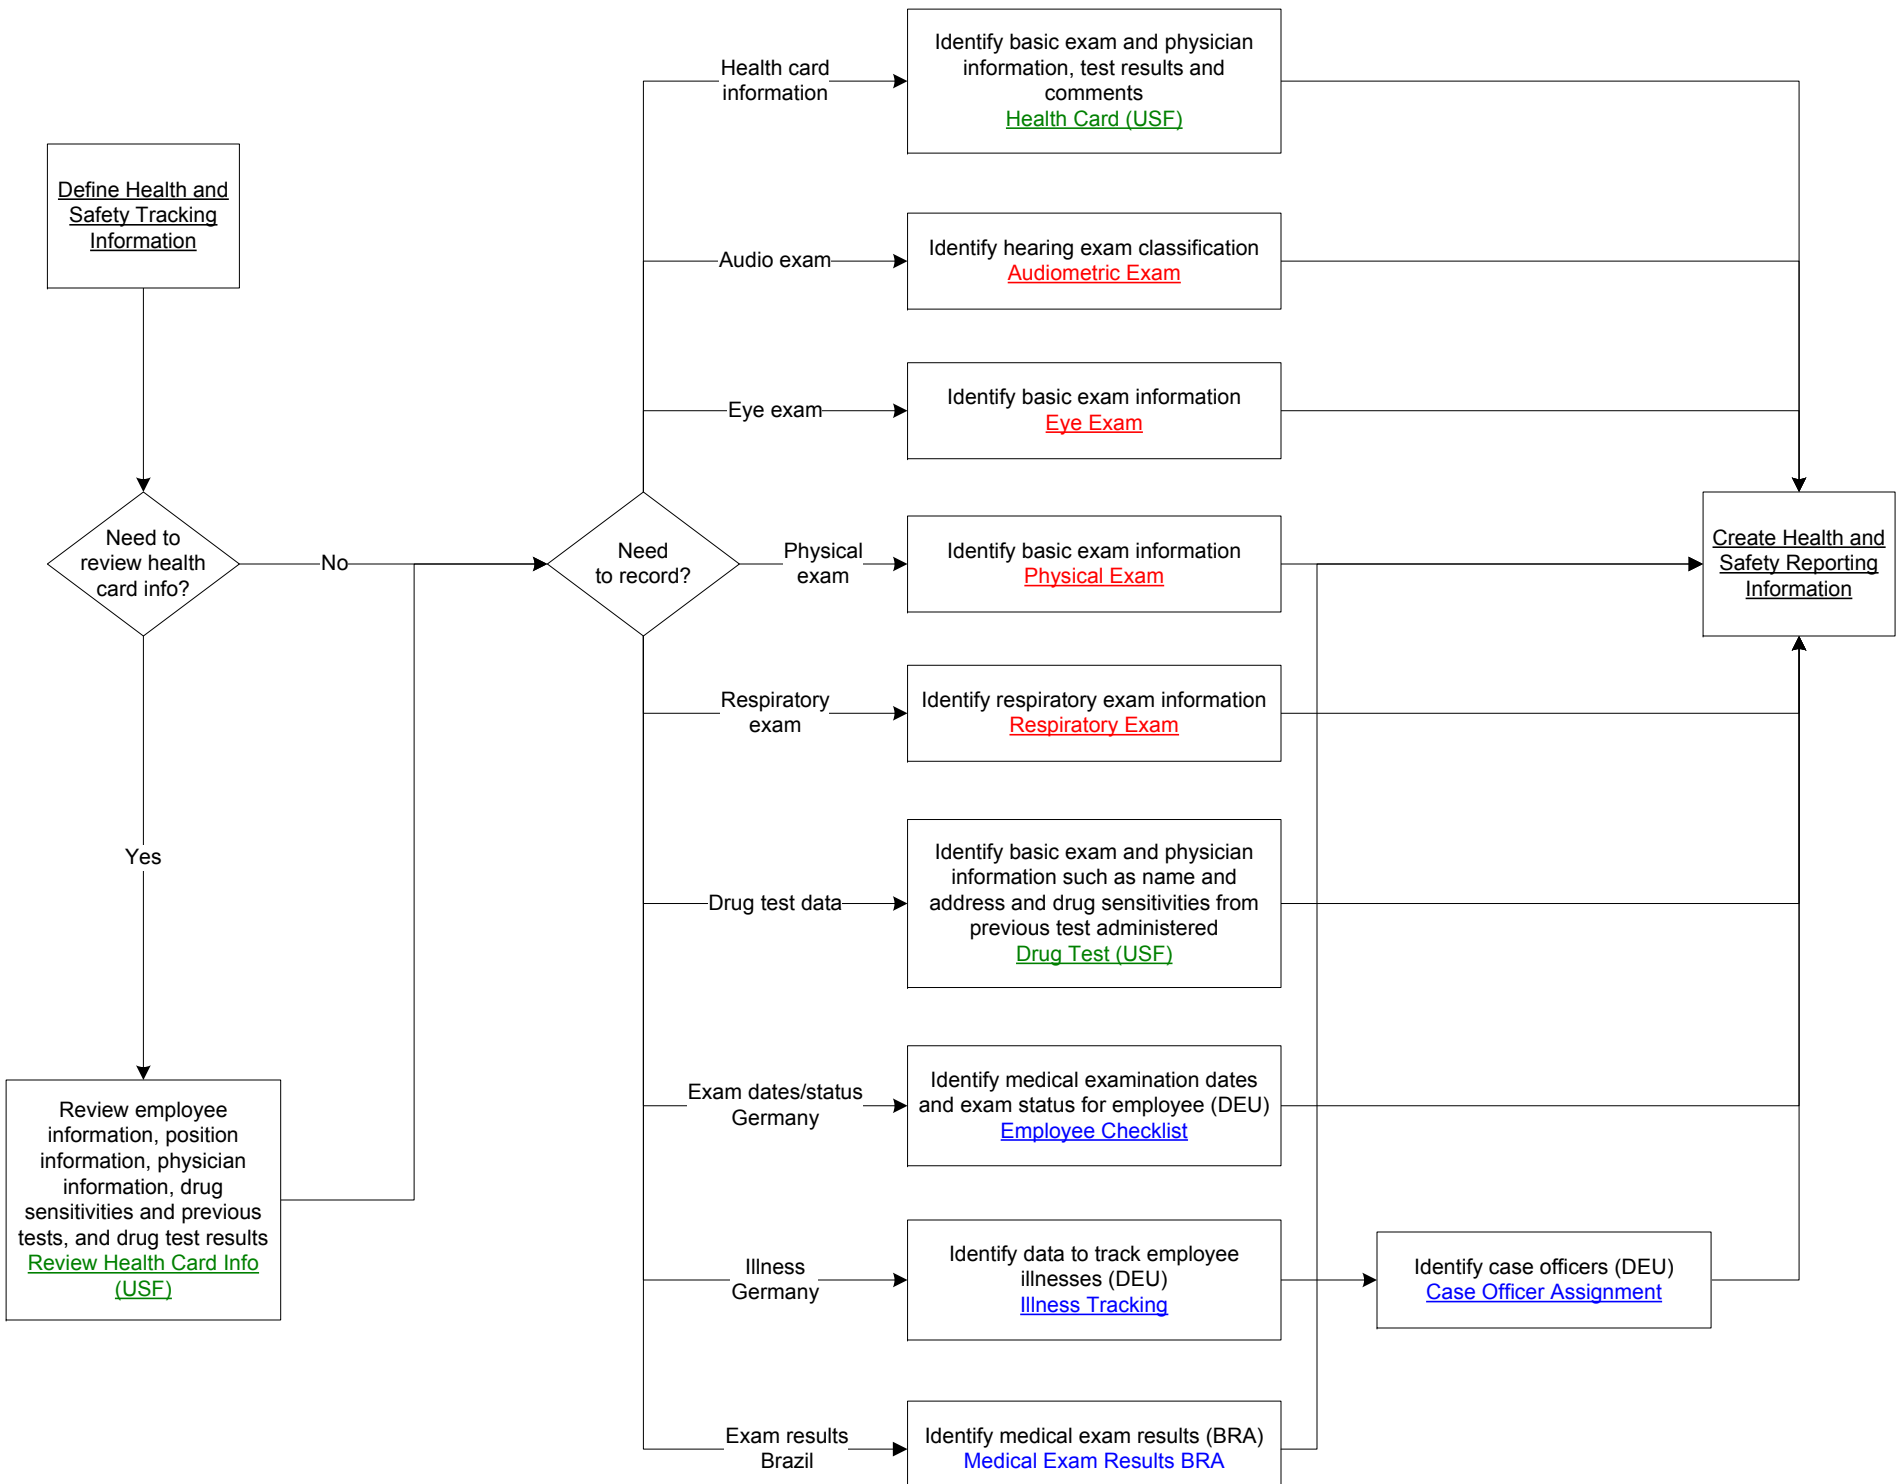 Define Health and
Safety Tracking
Information
Need to
review health
card info?
No
Yes
Review employee
information, position
information, physician
information, drug
sensitivities and previous
tests, and drug test results
Review Health Card Info
(USF)
Need
to record?
Health card
information
Identify basic exam and physician
information, test results and
comments
Health Card (USF)
Audio exam
Identify hearing exam classification
Audiometric Exam
Eye exam
Identify basic exam information
Eye Exam
Physical
exam
Identify basic exam information
Physical Exam
Respiratory
exam
Identify respiratory exam information
Respiratory Exam
Drug test data
Identify basic exam and physician
information such as name and
address and drug sensitivities from
previous test administered
Drug Test (USF)
Exam dates/status
Germany
Identify medical examination dates
and exam status for employee (DEU)
Employee Checklist
Illness
Germany
Identify data to track employee
illnesses (DEU)
Illness Tracking
Identify case officers (DEU)
Case Officer Assignment
Exam results
Brazil
Identify medical exam results (BRA)
Medical Exam Results BRA
Create Health and
Safety Reporting
Information